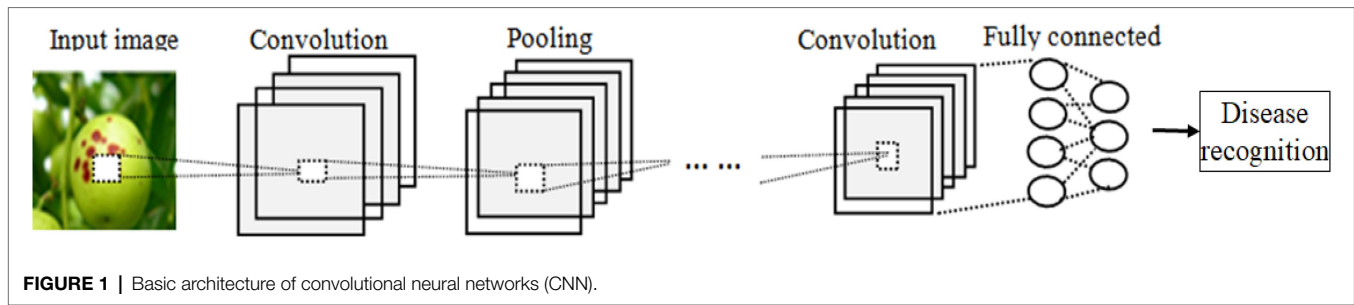 Input image
Convolution
Pooling
Convolution
Fully connected
... ...
Disease
recognition
FIGURE 1 | Basic architecture of convolutional neural networks (CNN).